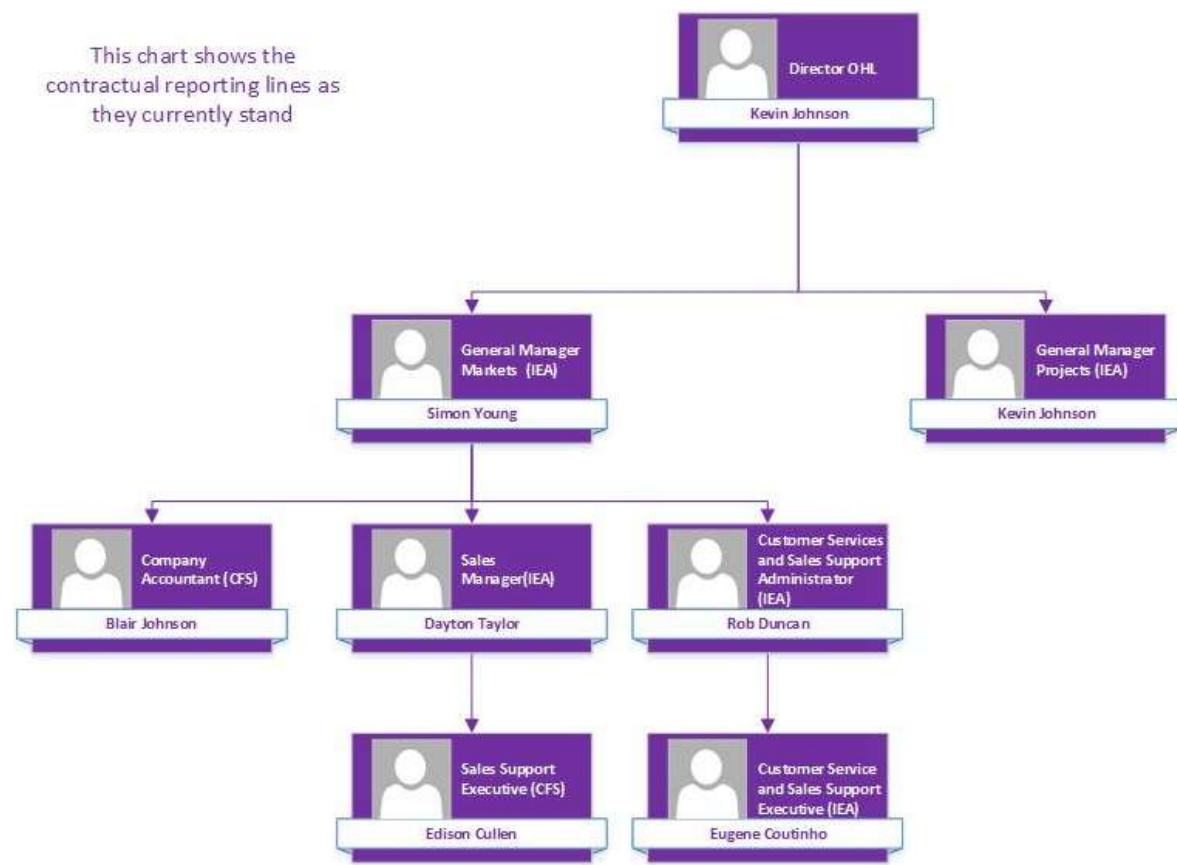 This chart shows the
contractual reporting lines as
they currently stand
Director OHL
Kevin Johnson
General Manager
Markets (IEA)
Simon Young
General Manager
Projects (IEA)
Kevin Johnson
Company
Accountant (CFS)
Blair Johnson
Sales
Manager(IEA)
Dayton Taylor
Customer Services
and Sales Support
Administrator
(IEA)
Rob Duncan
Sales Support
Executive (CFS)
Edison Cullen
Customer Service
and Sales Support
Executive (IEA)
Eugene Coutinho